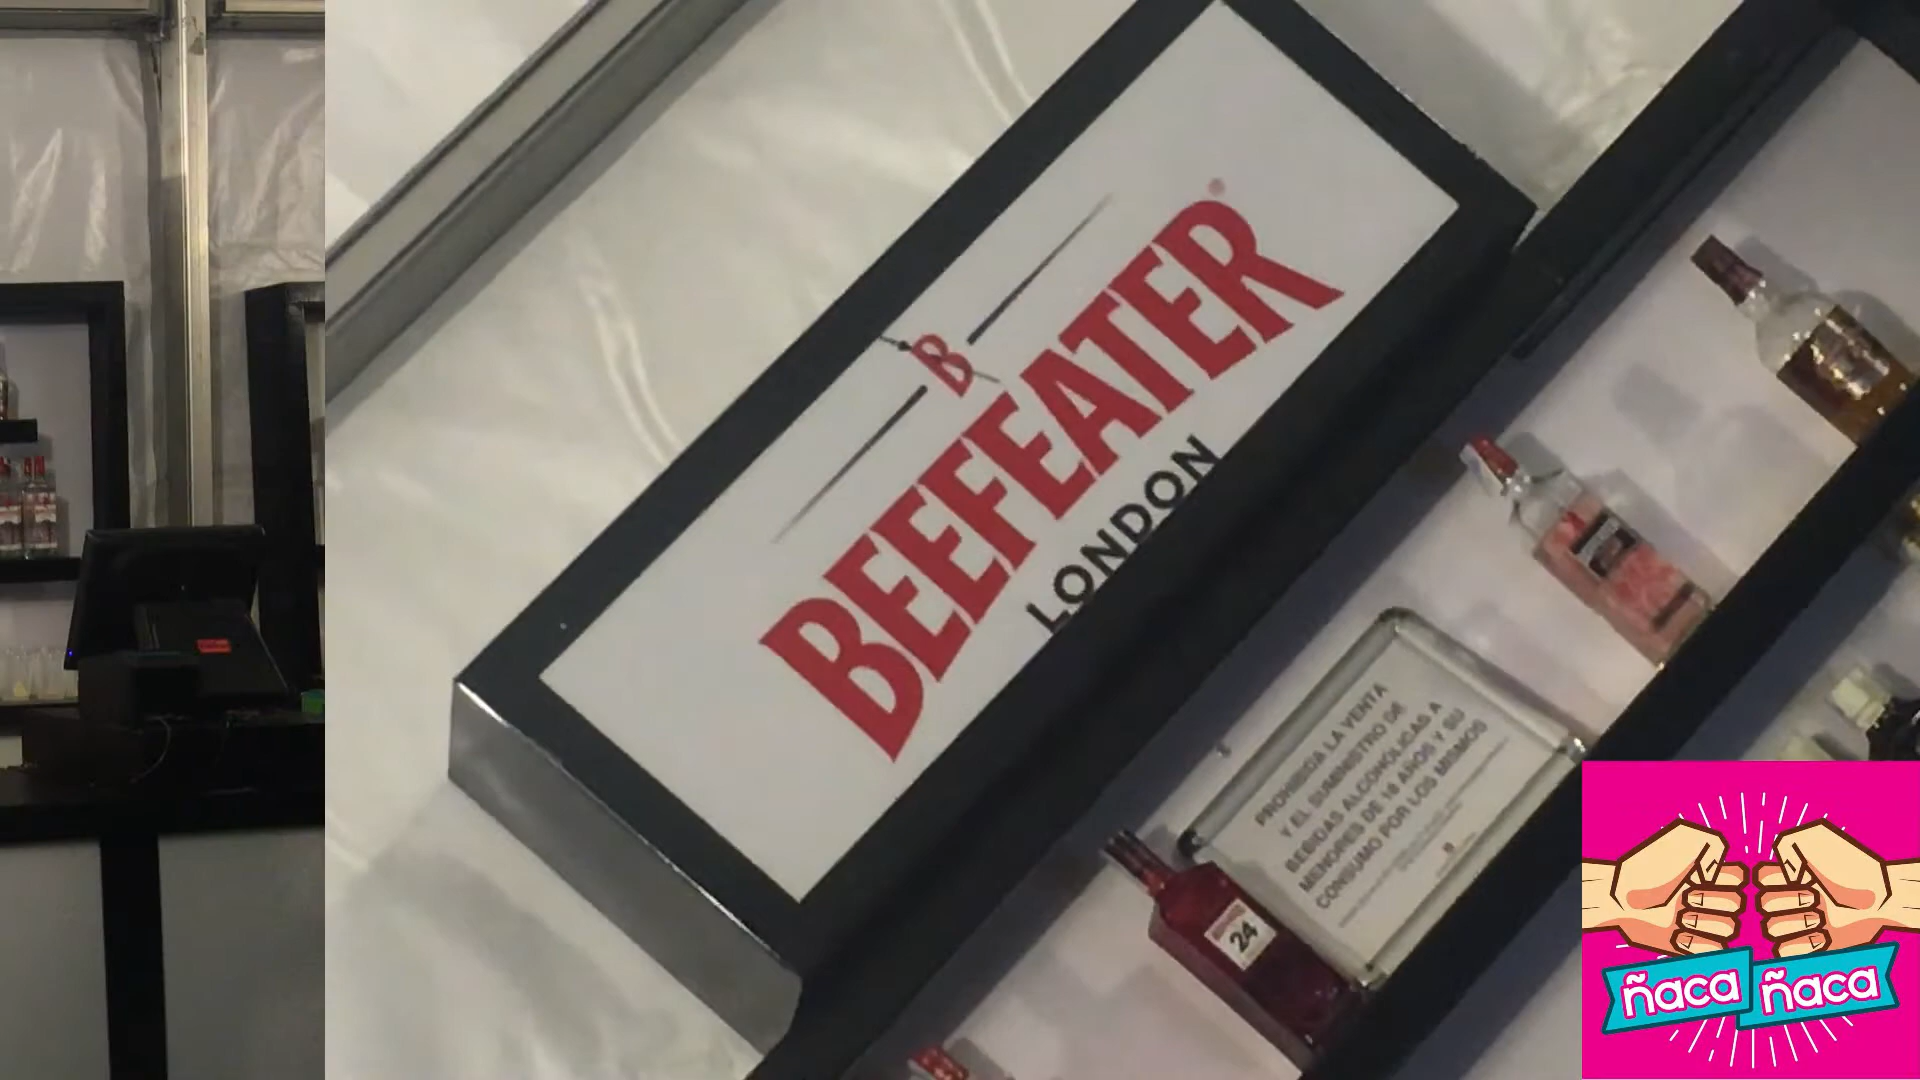 B
BEEFEATER®
LONDON
PROHIBIDA LA VENTA
Y EL SUMINISTRO DE
BEBIDAS ALCOHÓLICAS A
MENORES DE 18 AÑOS Y SU
CONSUMO POR LOS MISMOS
24
ñaca ñaca